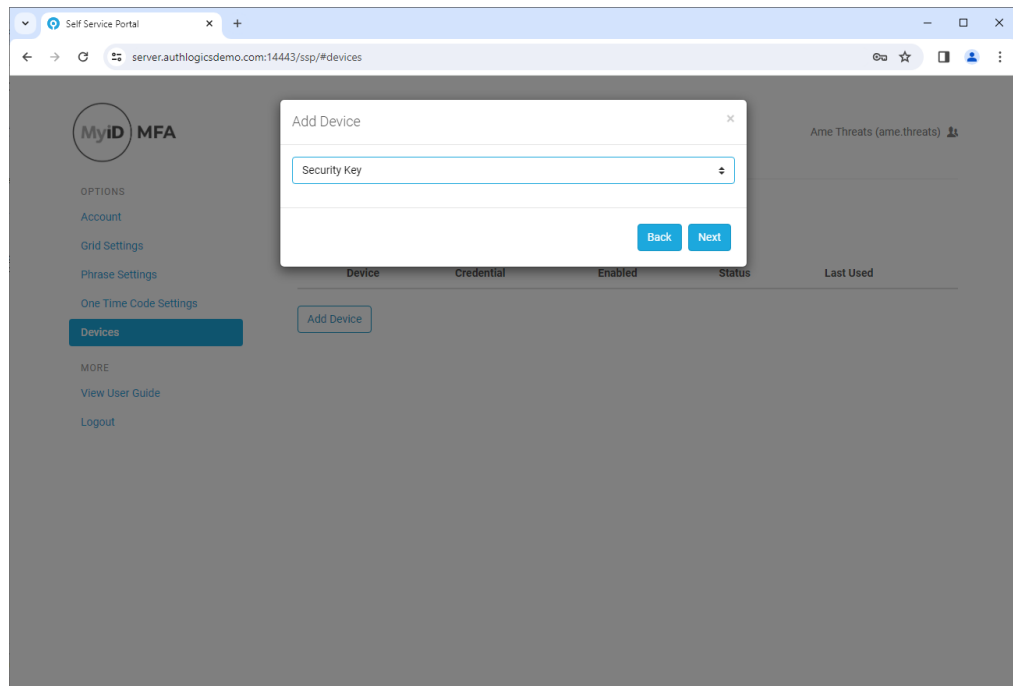 Self Service Portal
server.authlogicsdemo.com:14443/ssp/#devices
MyiD MFA
Ame Threats (ame.threats)
Add Device
×
Security Key
Back Next
OPTIONS
Account
Grid Settings
Phrase Settings
One Time Code Settings
Devices
MORE
View User Guide
Logout
Device Credential Enabled Status Last Used
Add Device